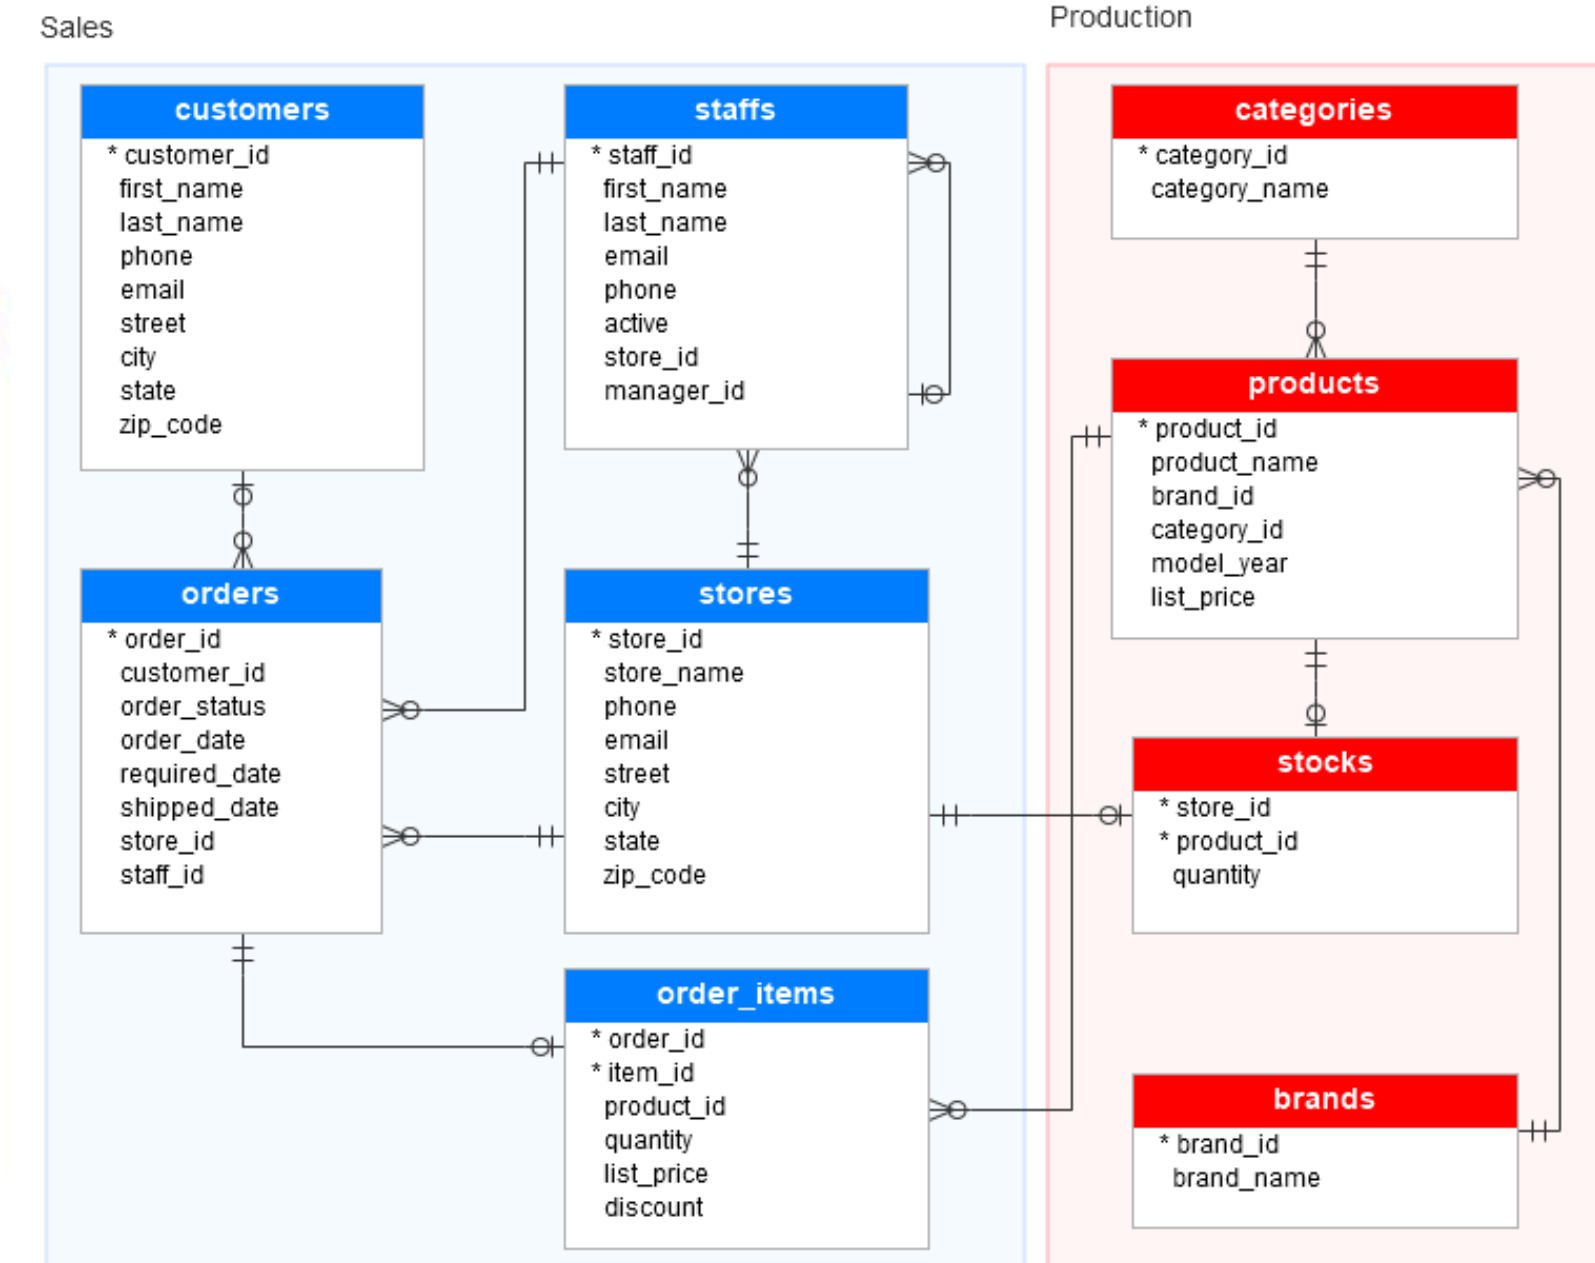 Sales
customers
* customer_id
first_name
last_name
phone
email
street
city
state
zip_code
staffs
* staff_id
first_name
last_name
email
phone
active
store_id
manager_id
orders
* order_id
customer_id
order_status
order_date
required_date
shipped_date
store_id
staff_id
stores
* store_id
store_name
phone
email
street
city
state
zip_code
order_items
* order_id
* item_id
product_id
quantity
list_price
discount
Production
categories
* category_id
category_name
products
* product_id
product_name
brand_id
category_id
model_year
list_price
stocks
* store_id
* product_id
quantity
brands
* brand_id
brand_name